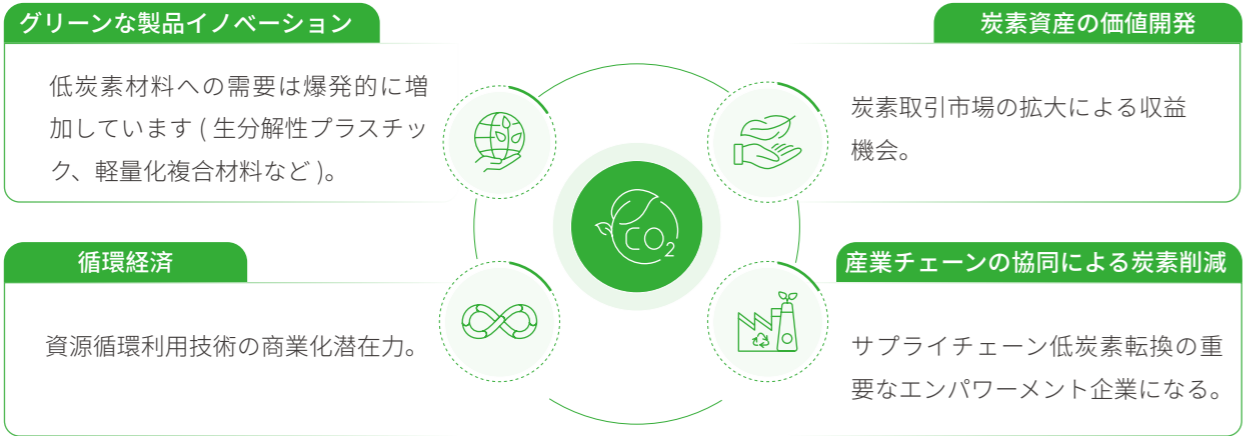 グリーンな製品イノベーション
低炭素材料への需要は爆発的に増
加しています ( 生分解性プラスチッ
ク、軽量化複合材料など )。
炭素資産の価値開発
炭素取引市場の拡大による収益
機会。
CO2
循環経済
資源循環利用技術の商業化潜在力。
産業チェーンの協同による炭素削減
サプライチェーン低炭素転換の重
要なエンパワーメント企業になる。